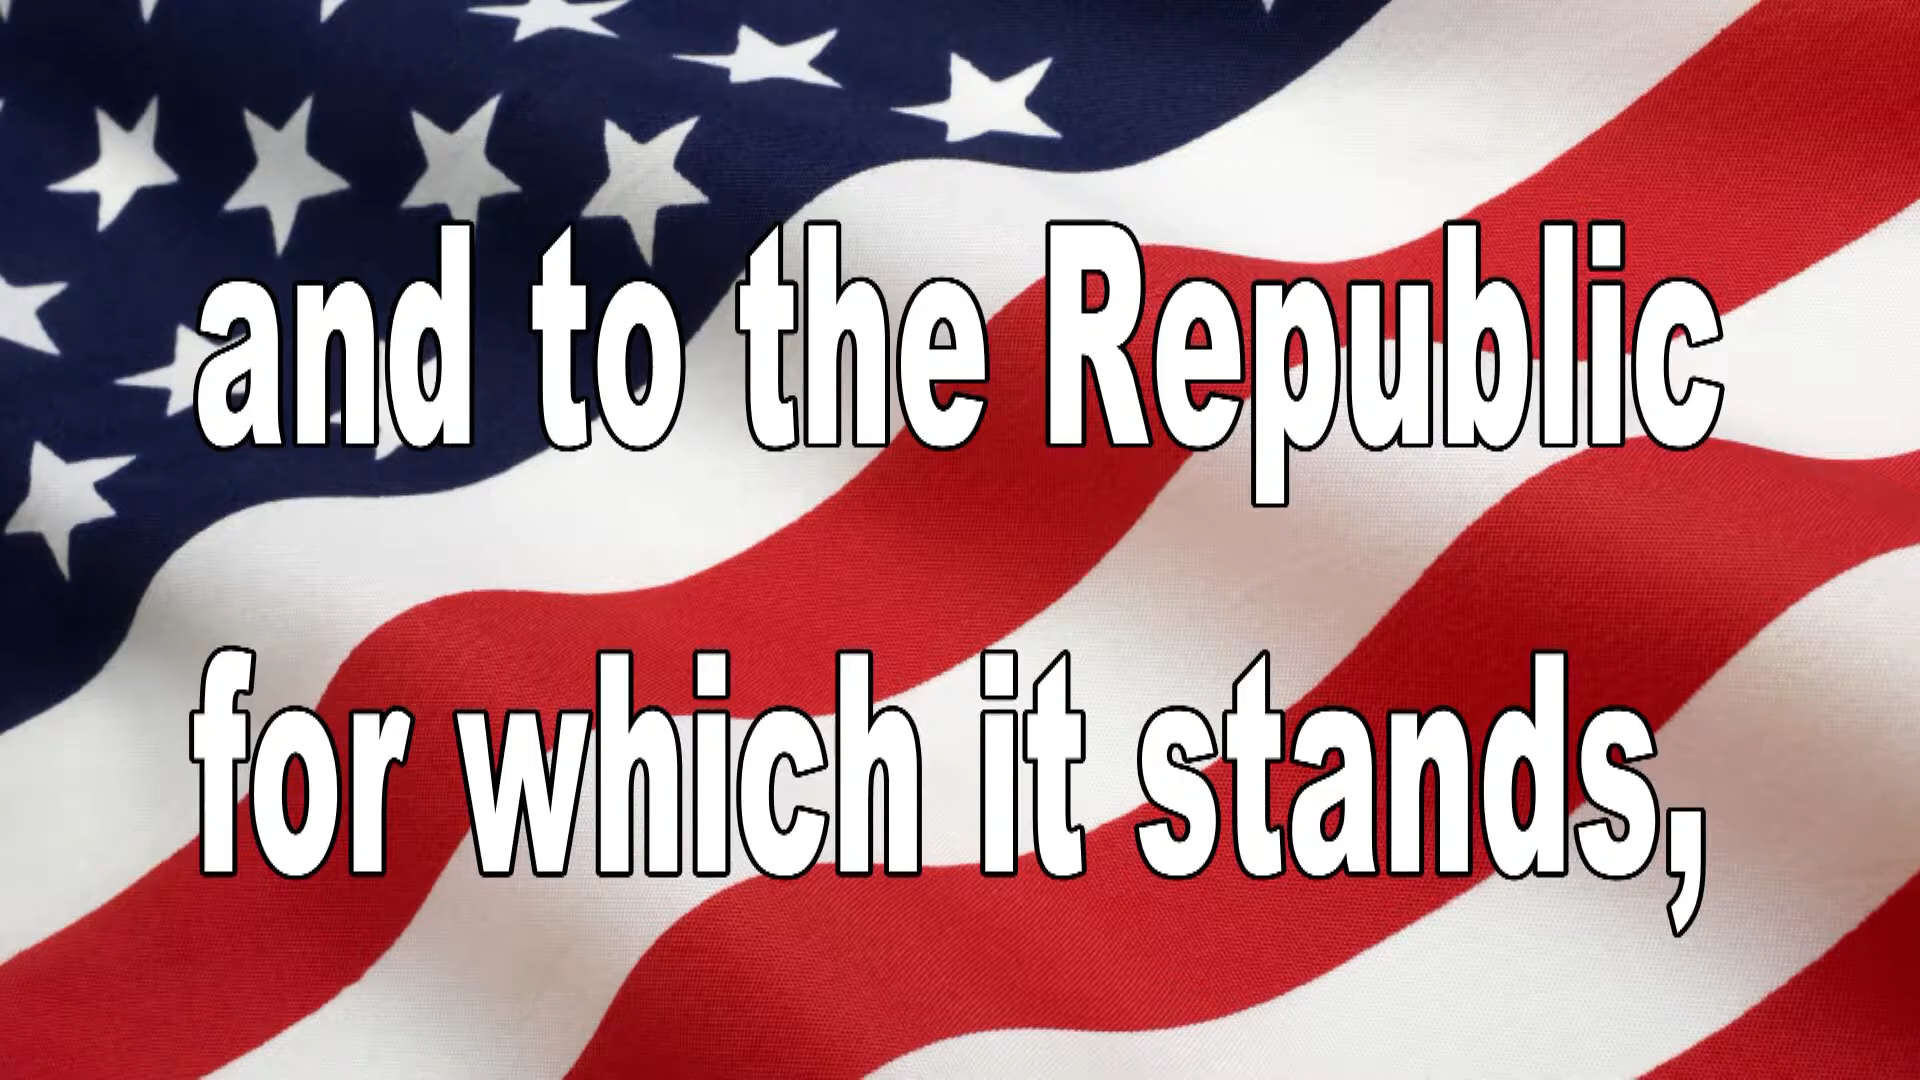 and to the Republic
for which it stands,